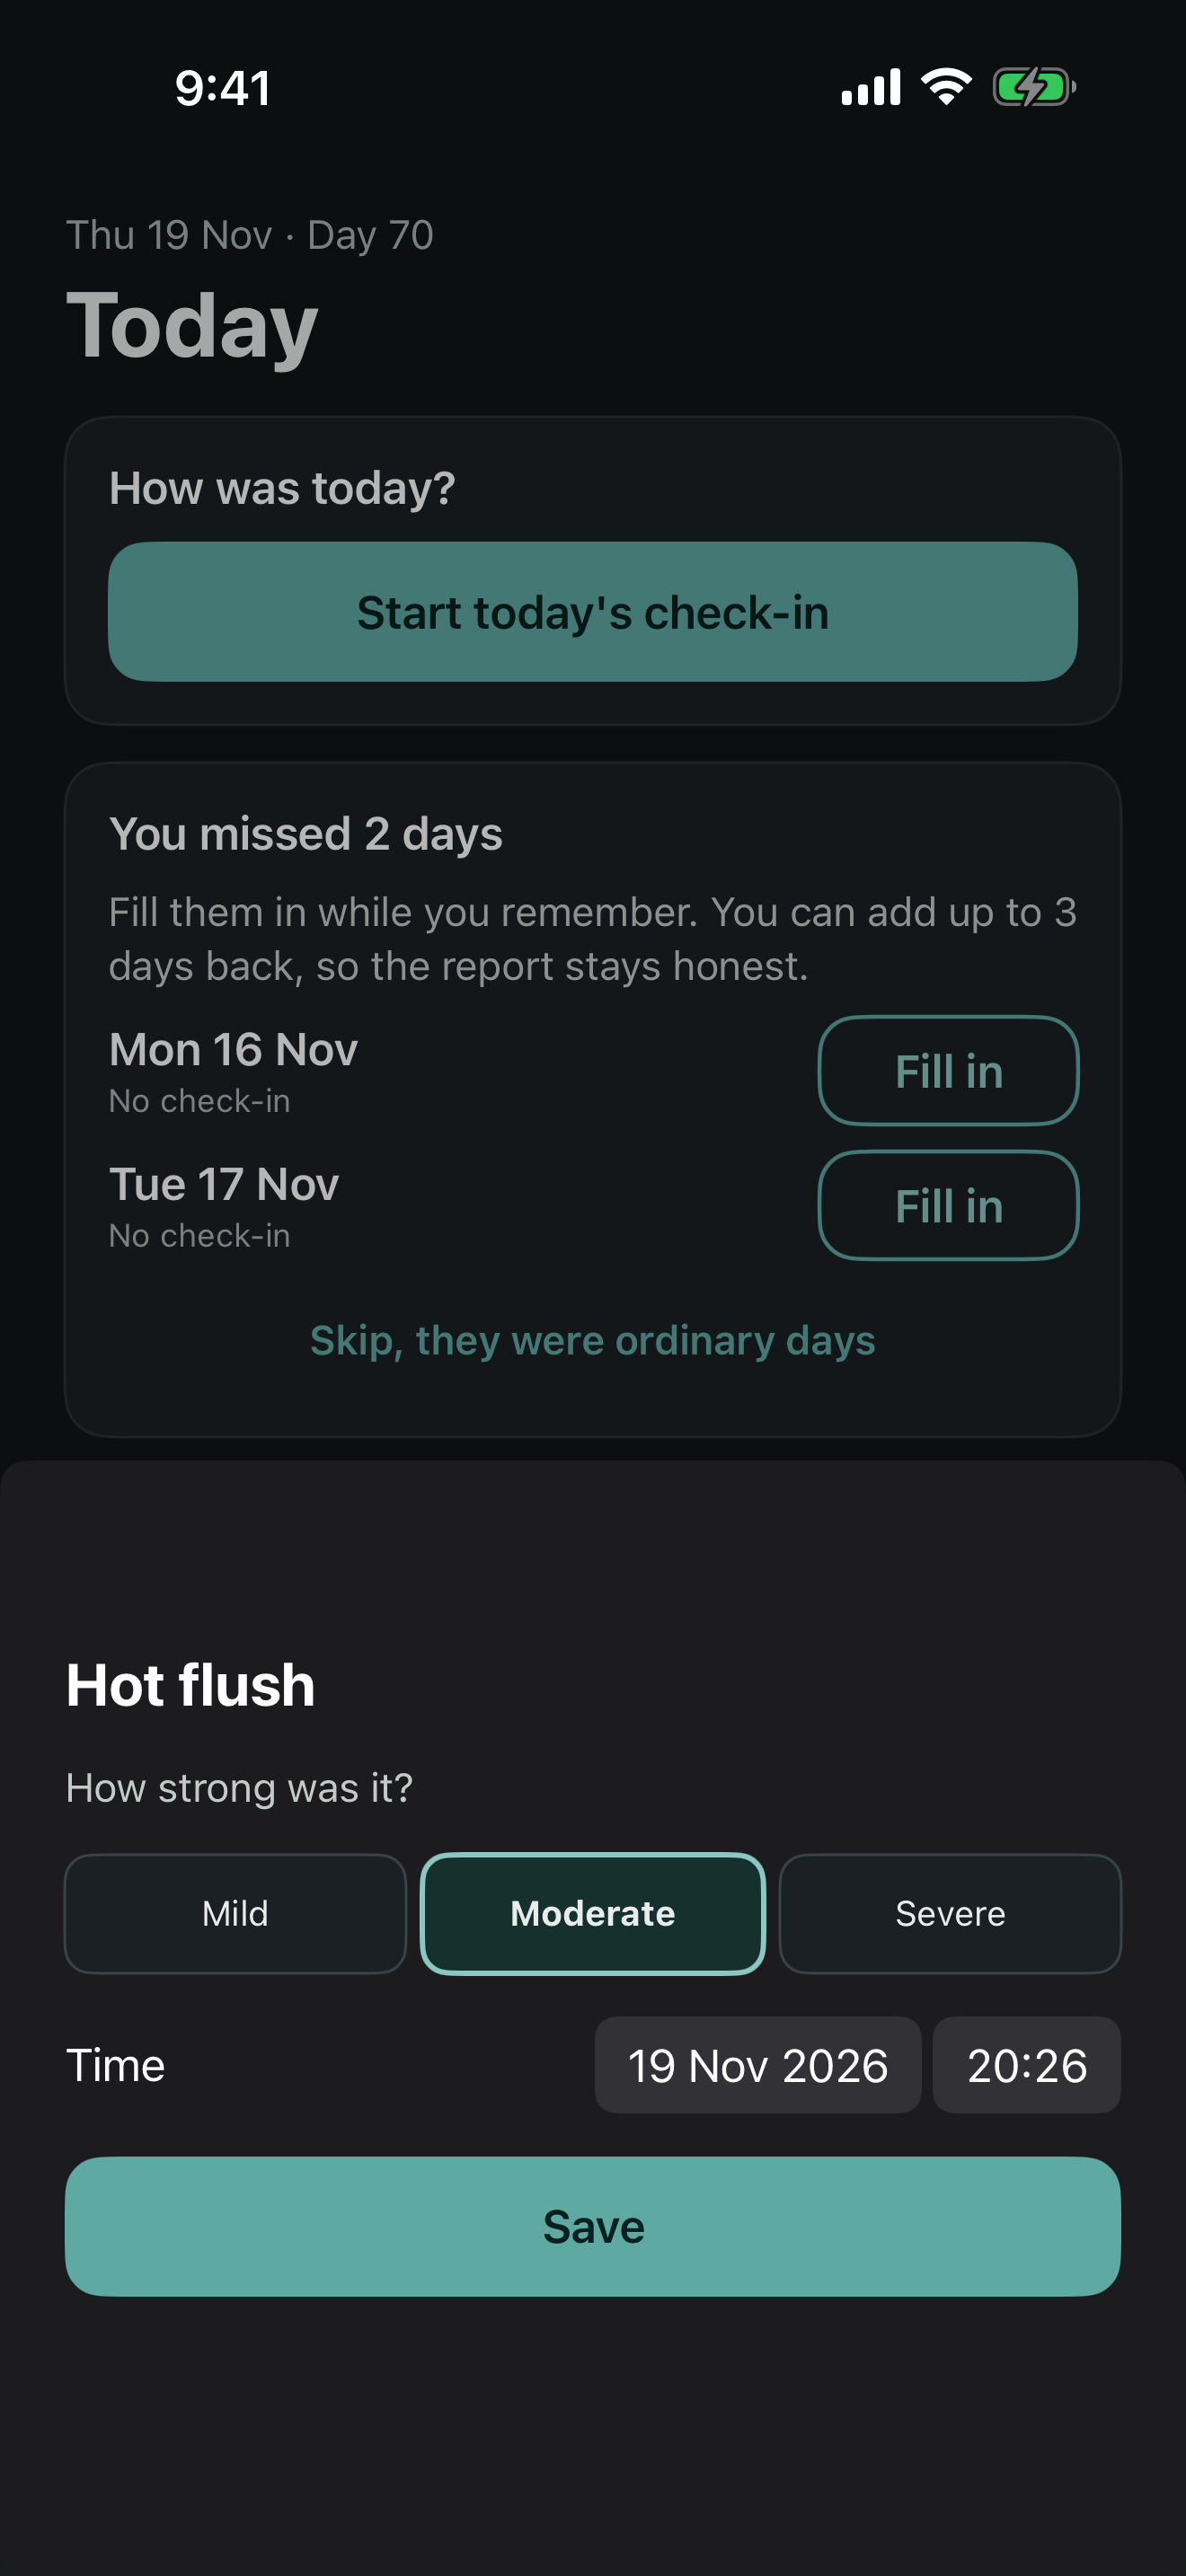 9:41
Thu 19 Nov · Day 70
Today
How was today?
Start today's check-in
You missed 2 days
Fill them in while you remember. You can add up to 3
days back, so the report stays honest.
Mon 16 Nov
Fill in
No check-in
Tue 17 Nov
Fill in
No check-in
Skip, they were ordinary days
Hot flush
How strong was it?
Mild Moderate Severe
Time 19 Nov 2026 20:26
Save